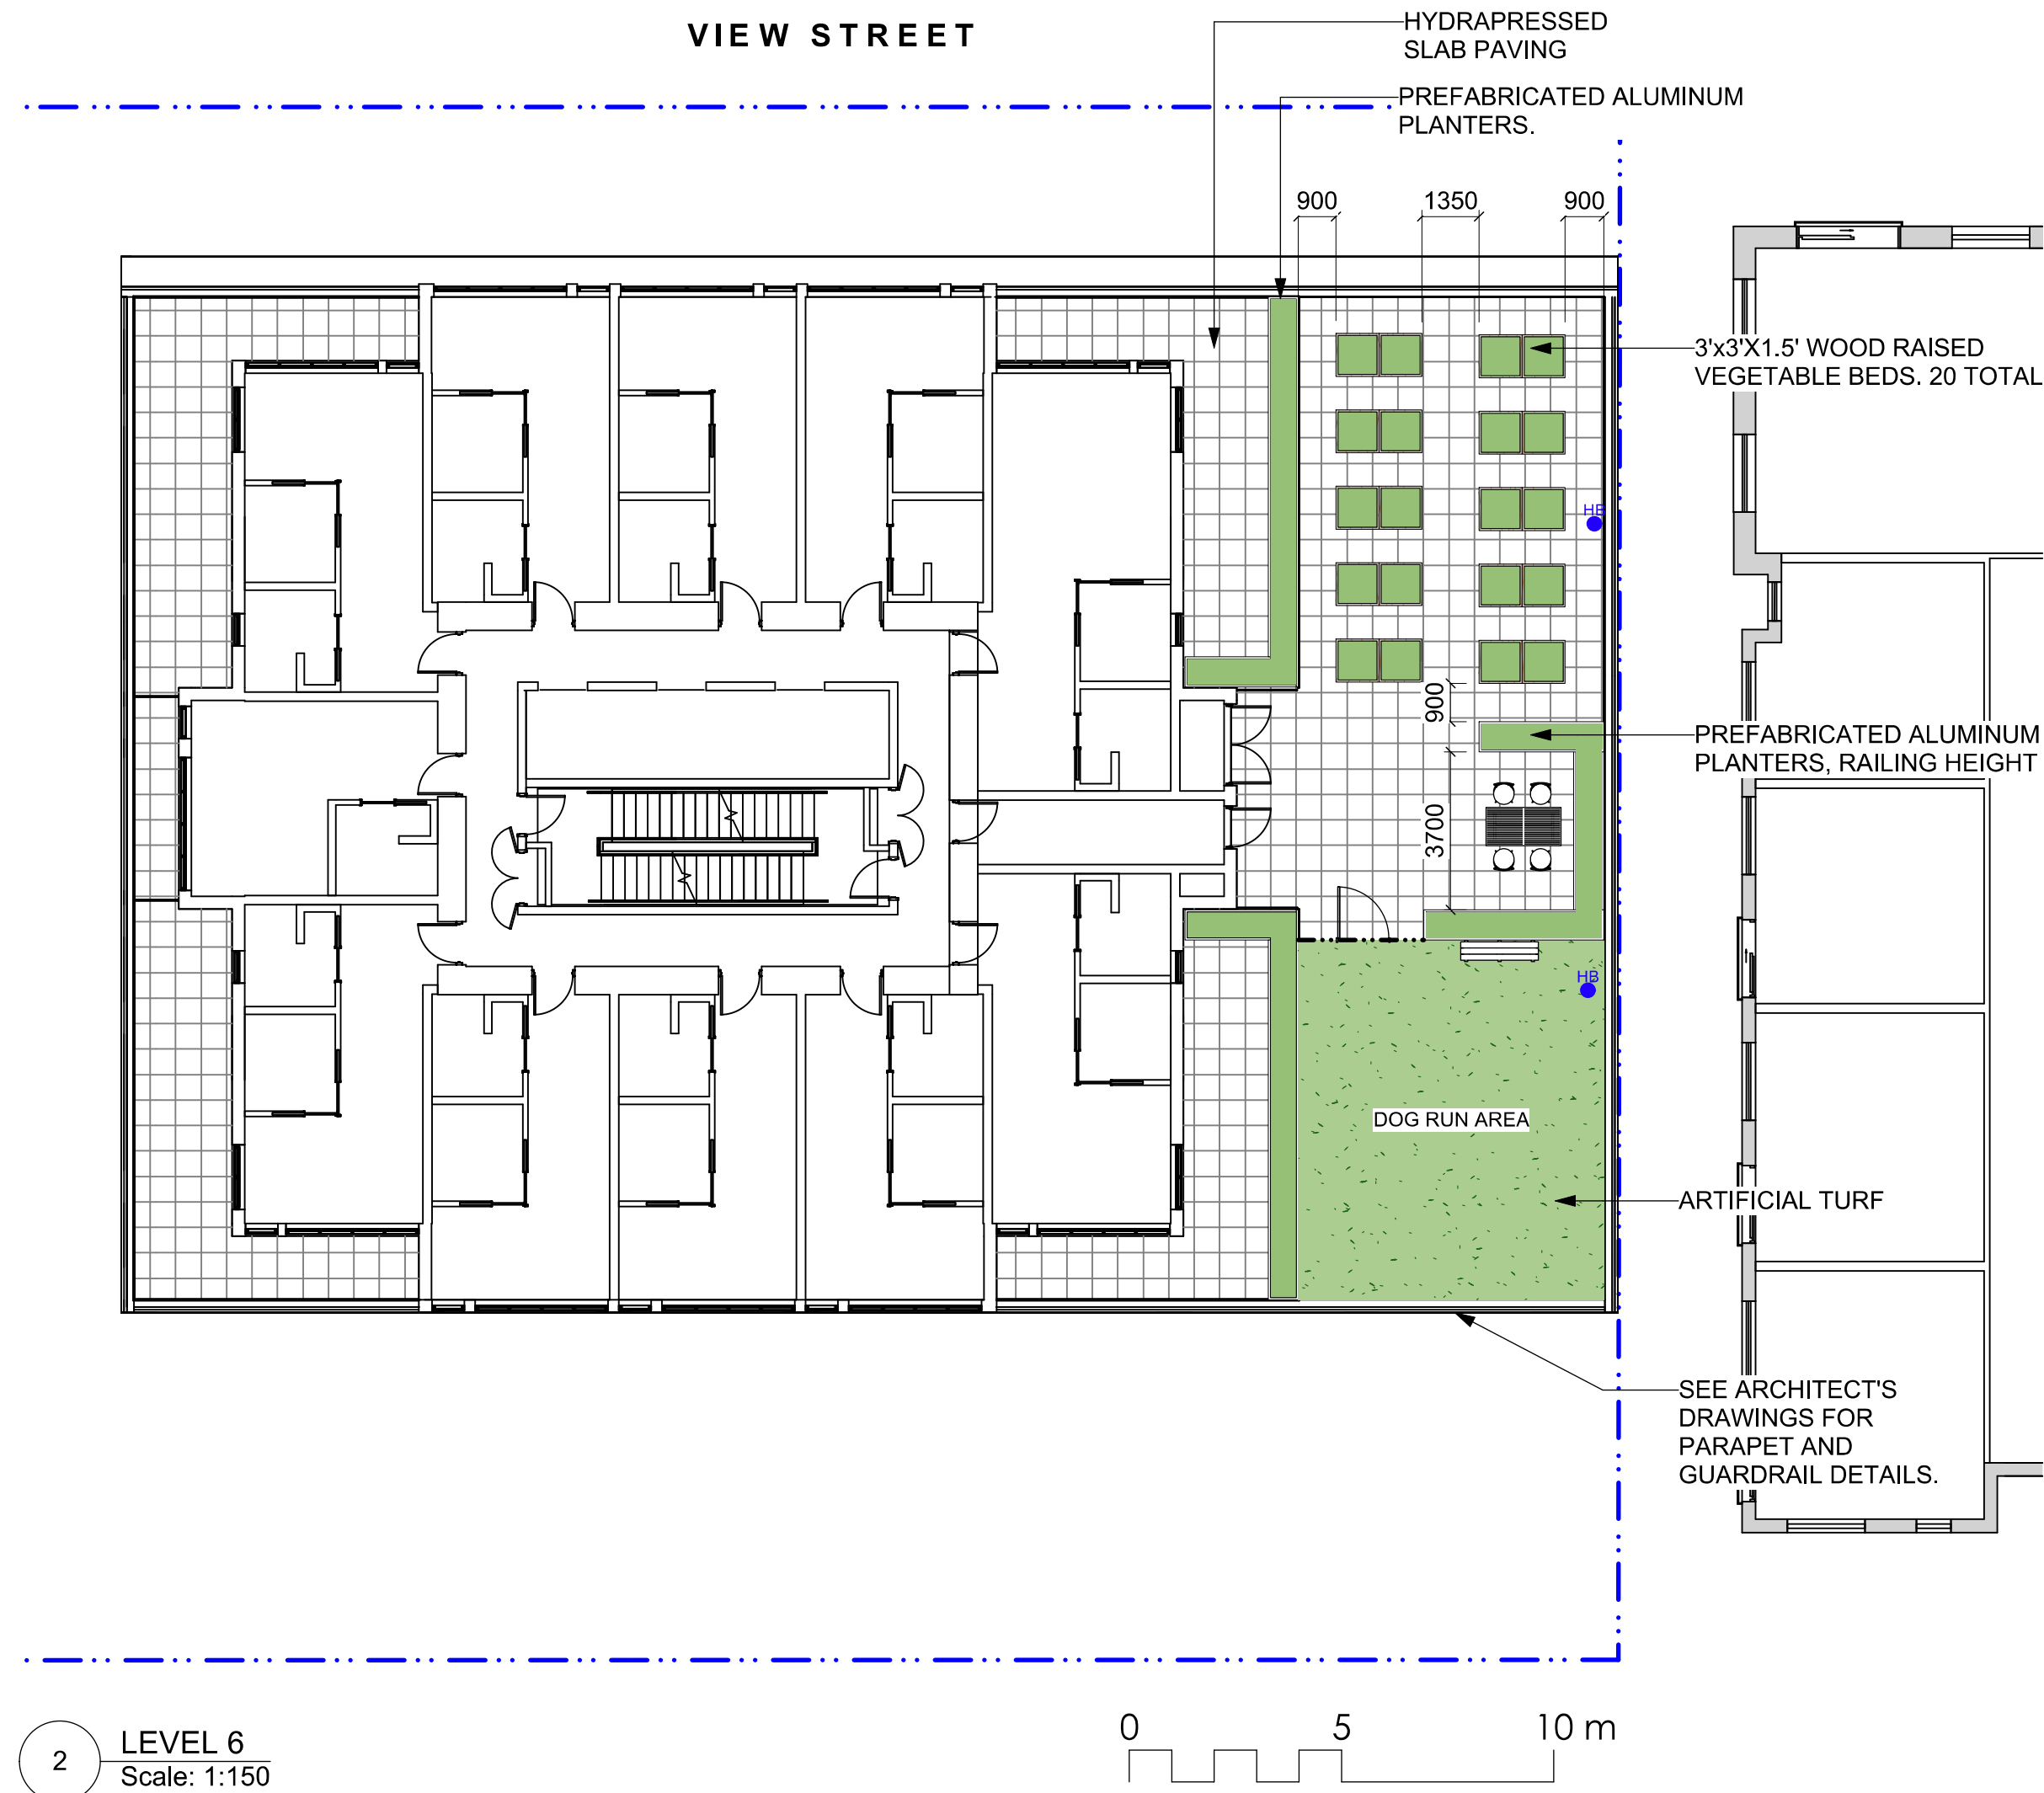 VIEW STREET
HYDRAPRESSED
SLAB PAVING
PREFABRICATED ALUMINUM
PLANTERS.
900
1350
900
3'x3'X1.5' WOOD RAISED
VEGETABLE BEDS. 20 TOTAL
HB
900
PREFABRICATED ALUMINUM
PLANTERS, RAILING HEIGHT
3700
HB
DOG RUN AREA
ARTIFICIAL TURF
SEE ARCHITECT'S
DRAWINGS FOR
PARAPET AND
GUARDRAIL DETAILS.
0 5 10 m
2
LEVEL 6
Scale: 1:150